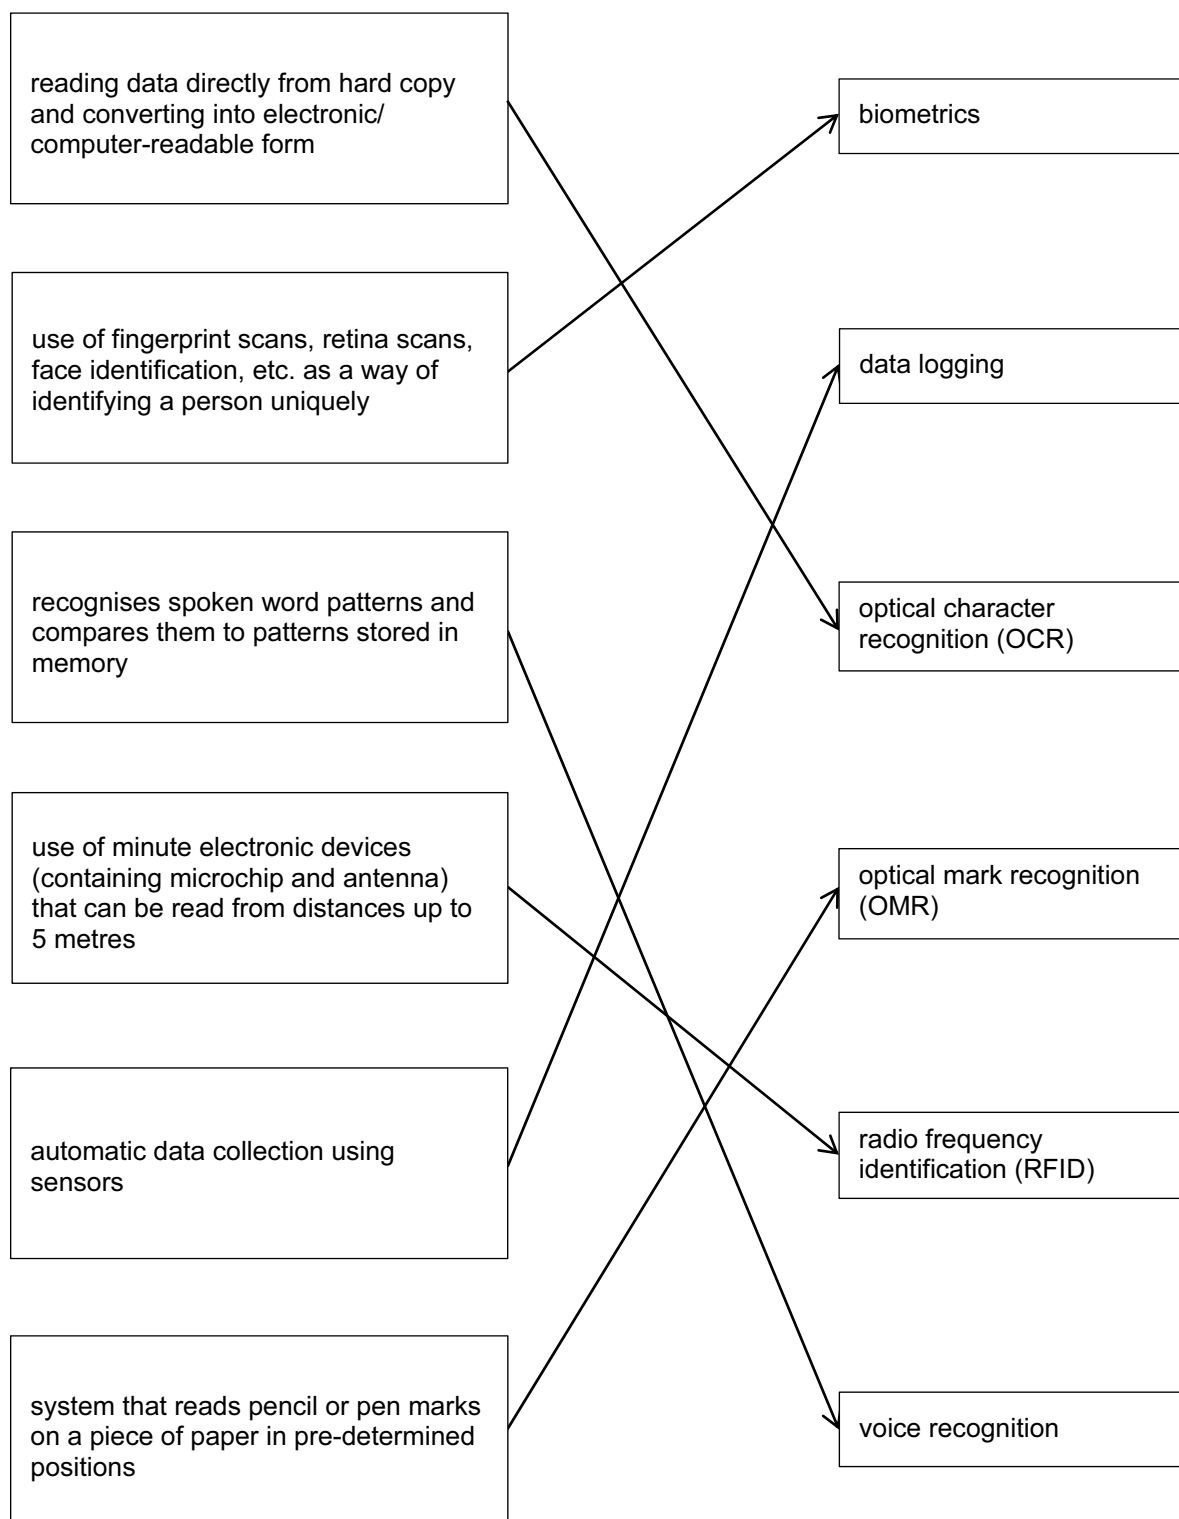 reading data directly from hard copy
and converting into electronic/
computer-readable form
biometrics
use of fingerprint scans, retina scans,
face identification, etc. as a way of
identifying a person uniquely
data logging
recognises spoken word patterns and
compares them to patterns stored in
memory
optical character
recognition (OCR)
use of minute electronic devices
(containing microchip and antenna)
that can be read from distances up to
5 metres
optical mark recognition
(OMR)
automatic data collection using
sensors
radio frequency
identification (RFID)
system that reads pencil or pen marks
on a piece of paper in pre-determined
positions
voice recognition